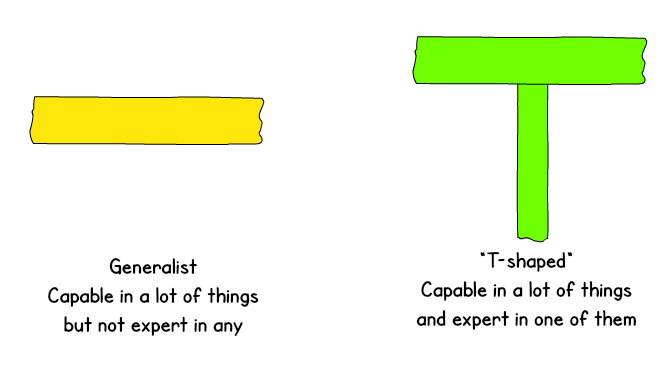 Generalist
Capable in a lot of things
but not expert in any
"T-shaped"
Capable in a lot of things
and expert in one of them